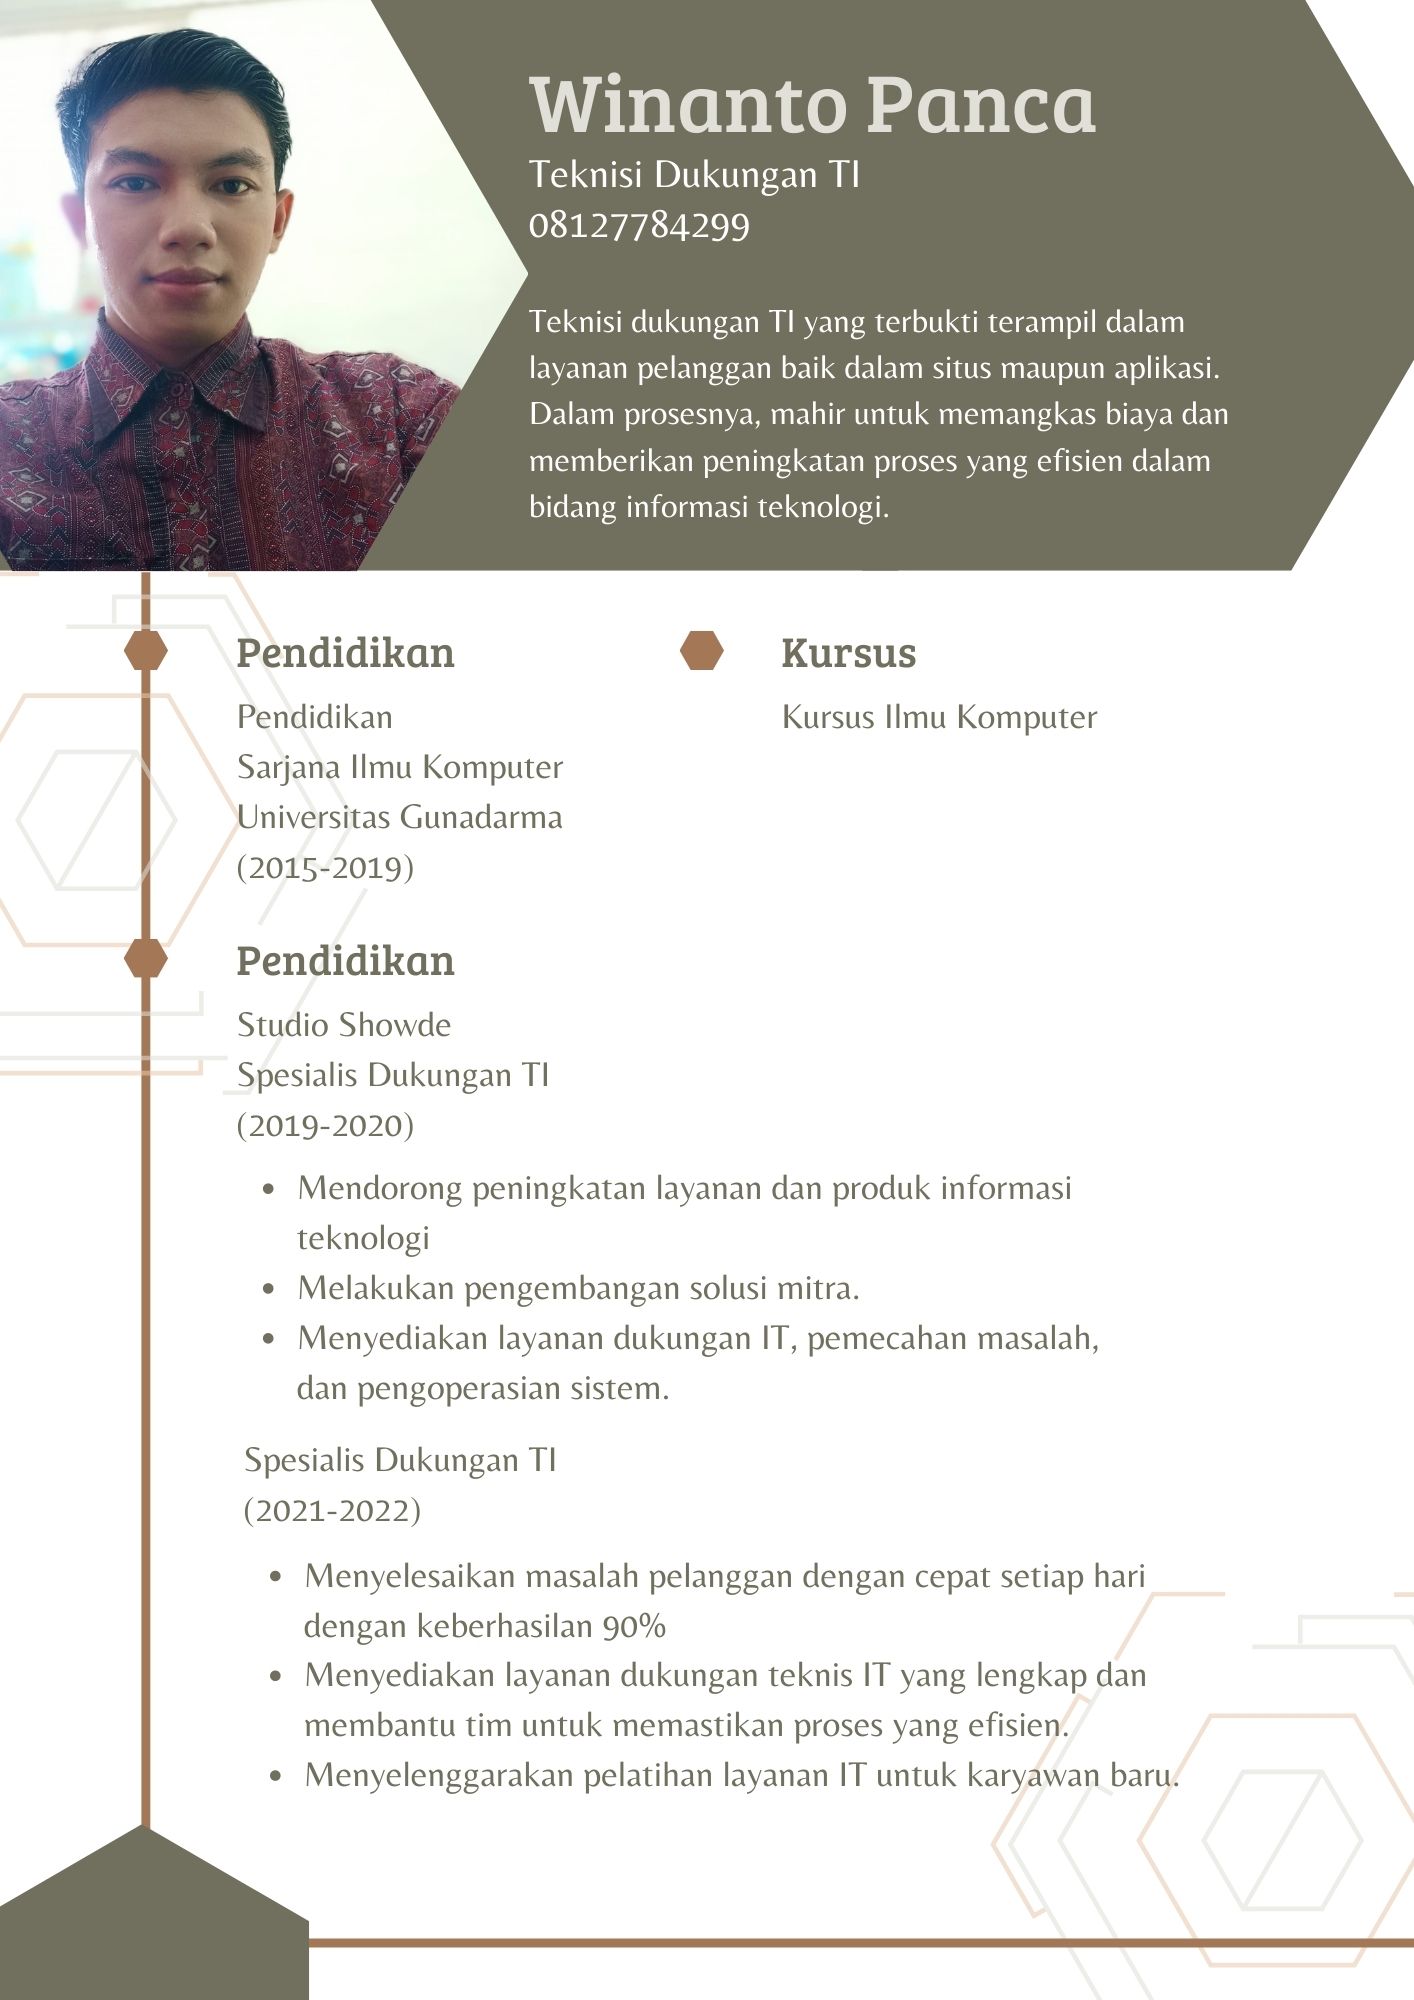 Winanto Panca
Teknisi Dukungan TI
08127784299
Teknisi dukungan TI yang terbukti terampil dalam
layanan pelanggan baik dalam situs maupun aplikasi.
Dalam prosesnya, mahir untuk memangkas biaya dan
memberikan peningkatan proses yang efisien dalam
bidang informasi teknologi.
Pendidikan
Pendidikan
Sarjana Ilmu Komputer
Universitas Gunadarma
(2015-2019)
Kursus
Kursus Ilmu Komputer
Pendidikan
Studio Showde
Spesialis Dukungan TI
(2019-2020)
• Mendorong peningkatan layanan dan produk informasi
teknologi
• Melakukan pengembangan solusi mitra.
• Menyediakan layanan dukungan IT, pemecahan masalah,
dan pengoperasian sistem.
Spesialis Dukungan TI
(2021-2022)
• Menyelesaikan masalah pelanggan dengan cepat setiap hari
dengan keberhasilan 90%
• Menyediakan layanan dukungan teknis IT yang lengkap dan
membantu tim untuk memastikan proses yang efisien.
• Menyelenggarakan pelatihan layanan IT untuk karyawan baru.